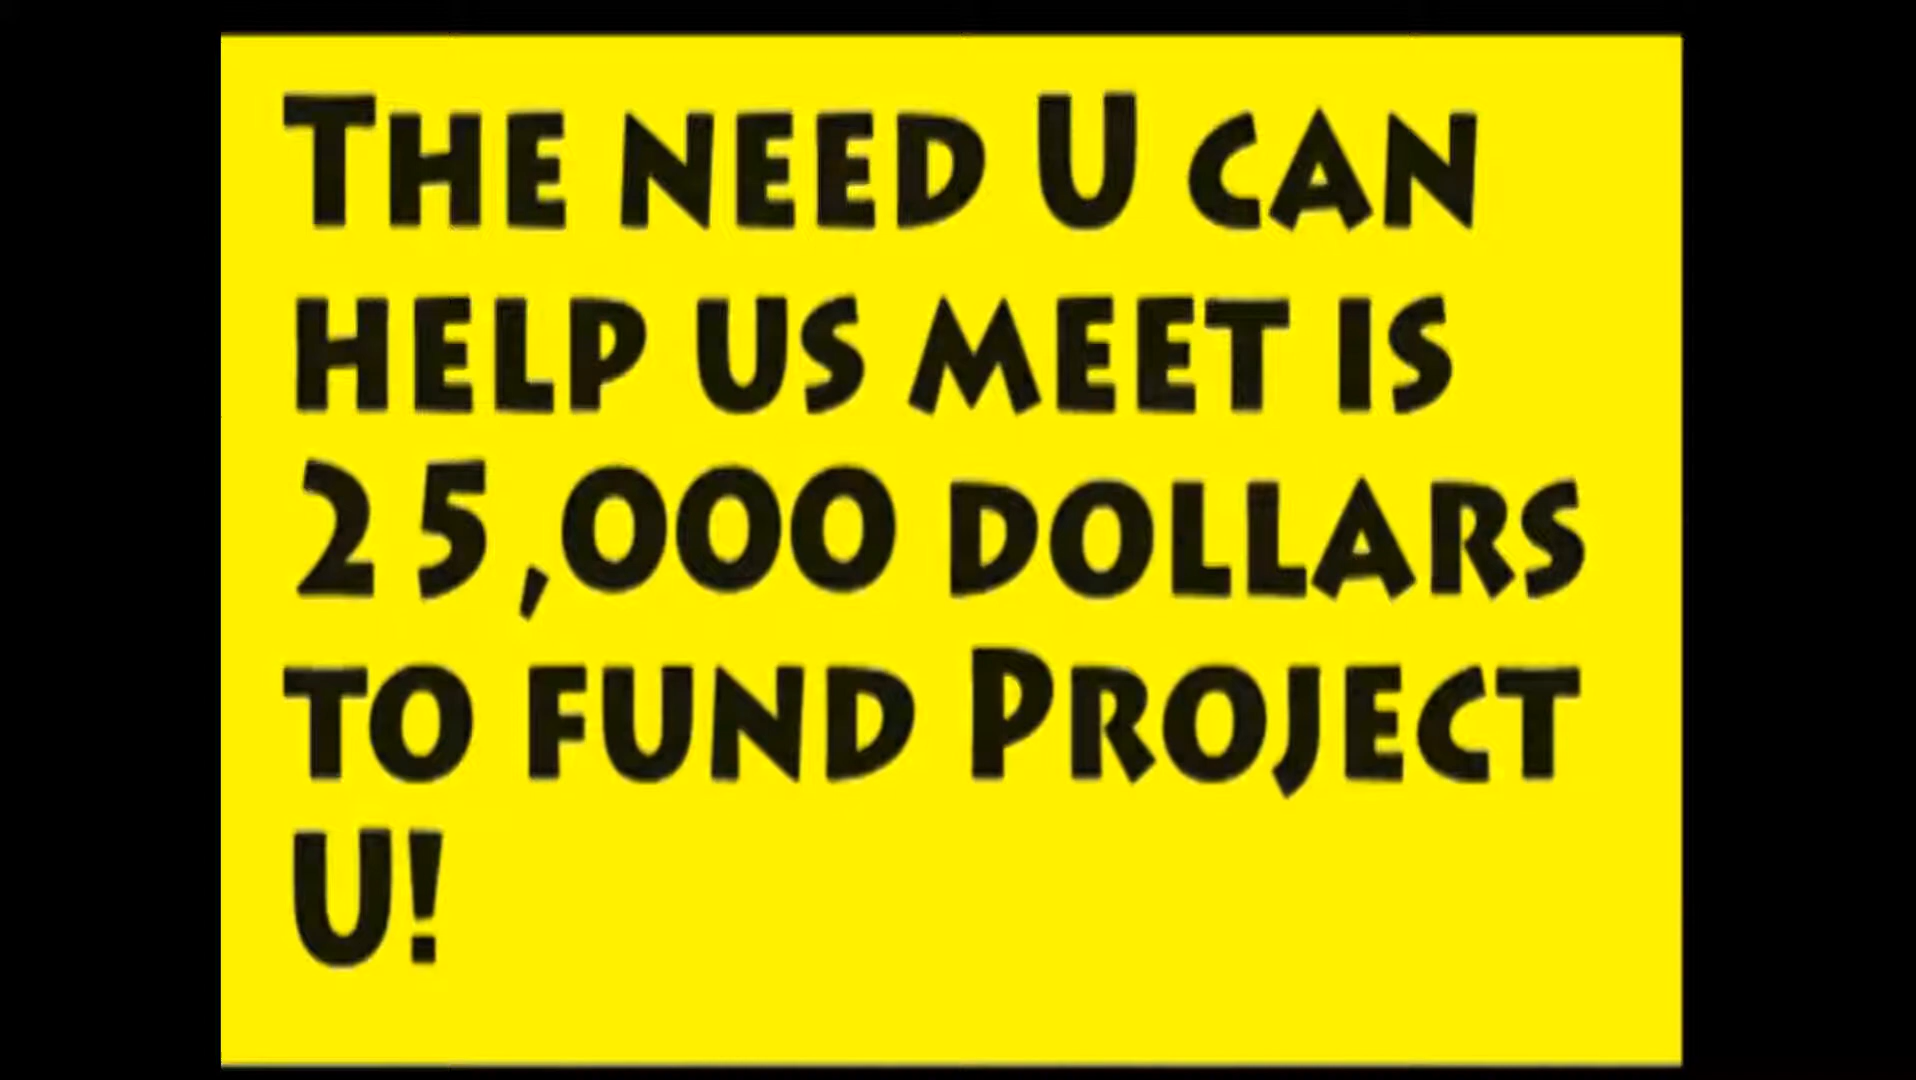 The need U can
help us meet is
25,000 dollars
to fund Project
U!